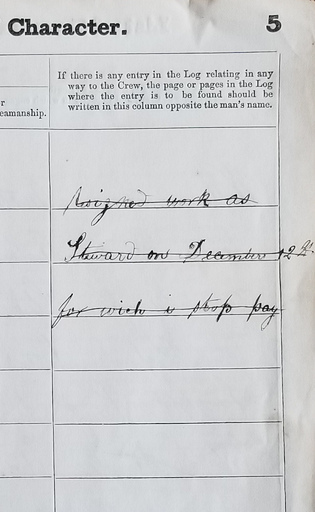 Character. 5
r
eamanship.
If there is any entry in the Log relating in any
way to the Crew, the page or pages in the Log
where the entry is to be found should be
written in this column opposite the man's name.
resigned work as
Steward on December 12th
for wich i stop pay